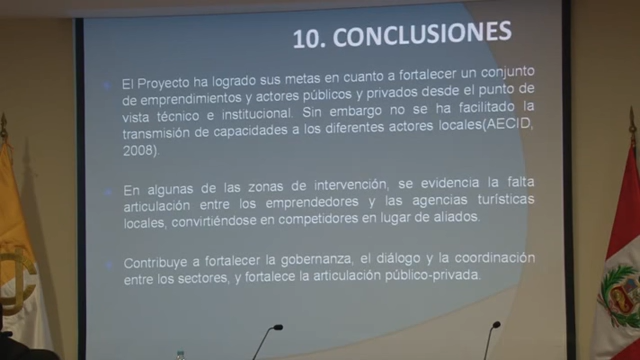 10. CONCLUSIONES
El Proyecto ha logrado sus metas en cuanto a fortalecer un conjunto
de emprendimientos y actores públicos y privados desde el punto de
vista técnico e institucional. Sin embargo no se ha facilitado la
transmisión de capacidades a los diferentes actores locales(AECID,
2008).
En algunas de las zonas de intervención, se evidencia la falta
articulación entre los emprendedores y las agencias turísticas
locales, convirtiéndose en competidores en lugar de aliados.
Contribuye a fortalecer la gobernanza, el diálogo y la coordinación
entre los sectores, y fortalece la articulación público-privada.